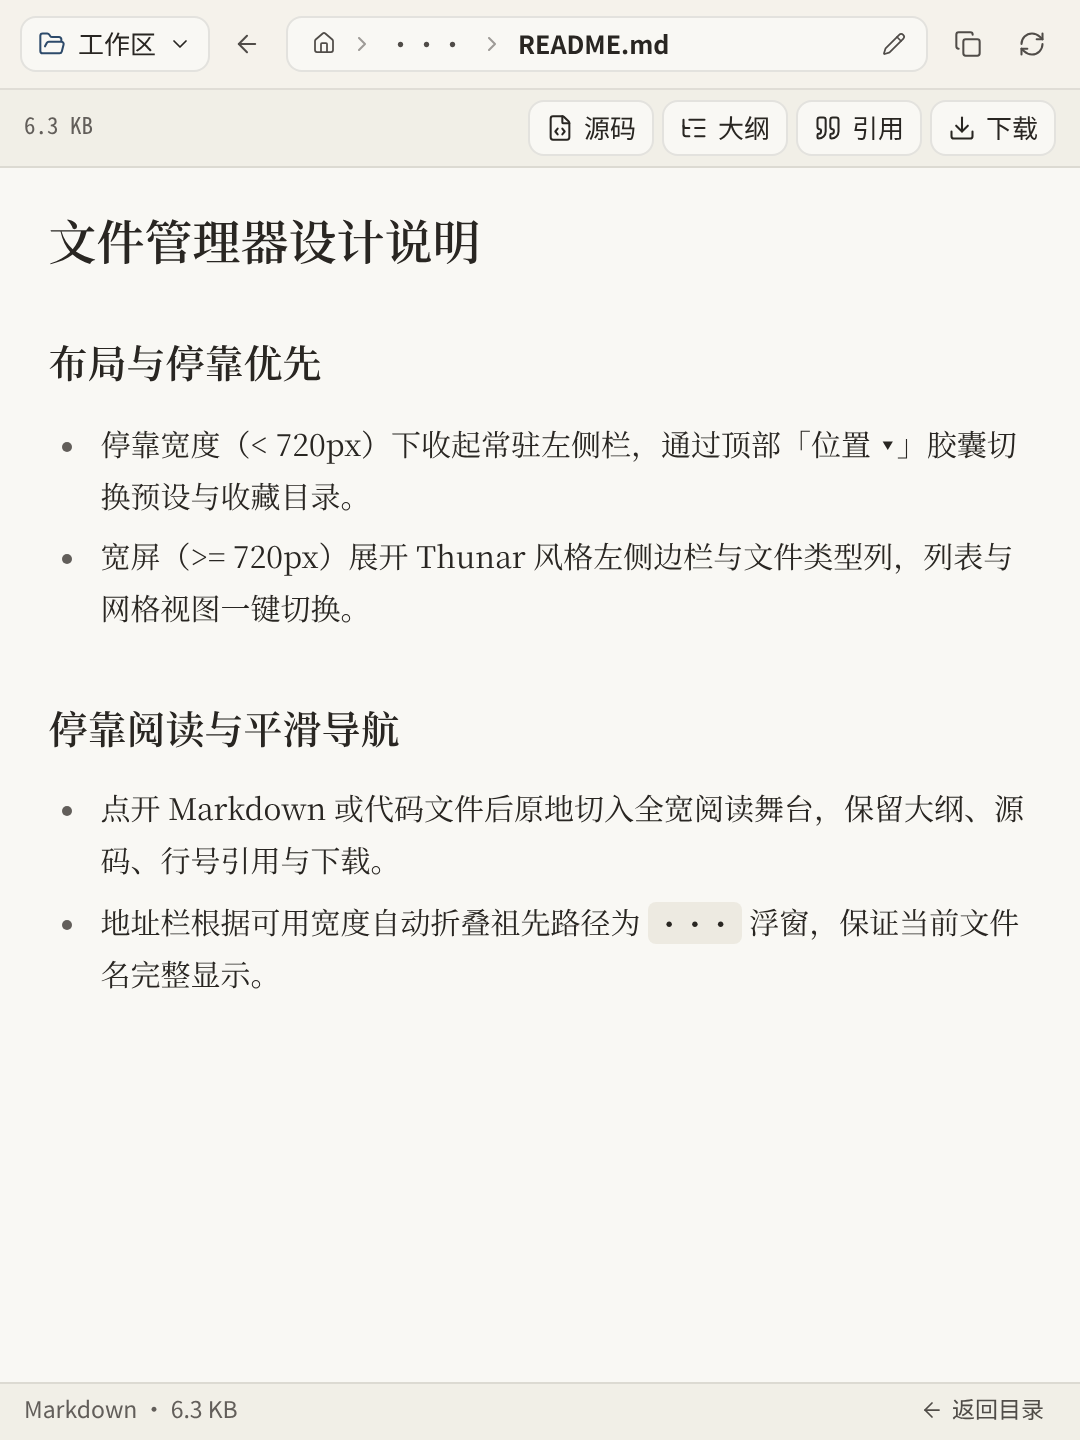 工作区 ··· README.md
6.3 KB 源码 大纲 引用 下载
文件管理器设计说明
布局与停靠优先
停靠宽度（< 720px）下收起常驻左侧栏，通过顶部「位置 ▾」胶囊切
换预设与收藏目录。
宽屏（>= 720px）展开 Thunar 风格左侧边栏与文件类型列，列表与
网格视图一键切换。
停靠阅读与平滑导航
点开 Markdown 或代码文件后原地切入全宽阅读舞台，保留大纲、源
码、行号引用与下载。
地址栏根据可用宽度自动折叠祖先路径为 ··· 浮窗，保证当前文件
名完整显示。
Markdown · 6.3 KB ← 返回目录